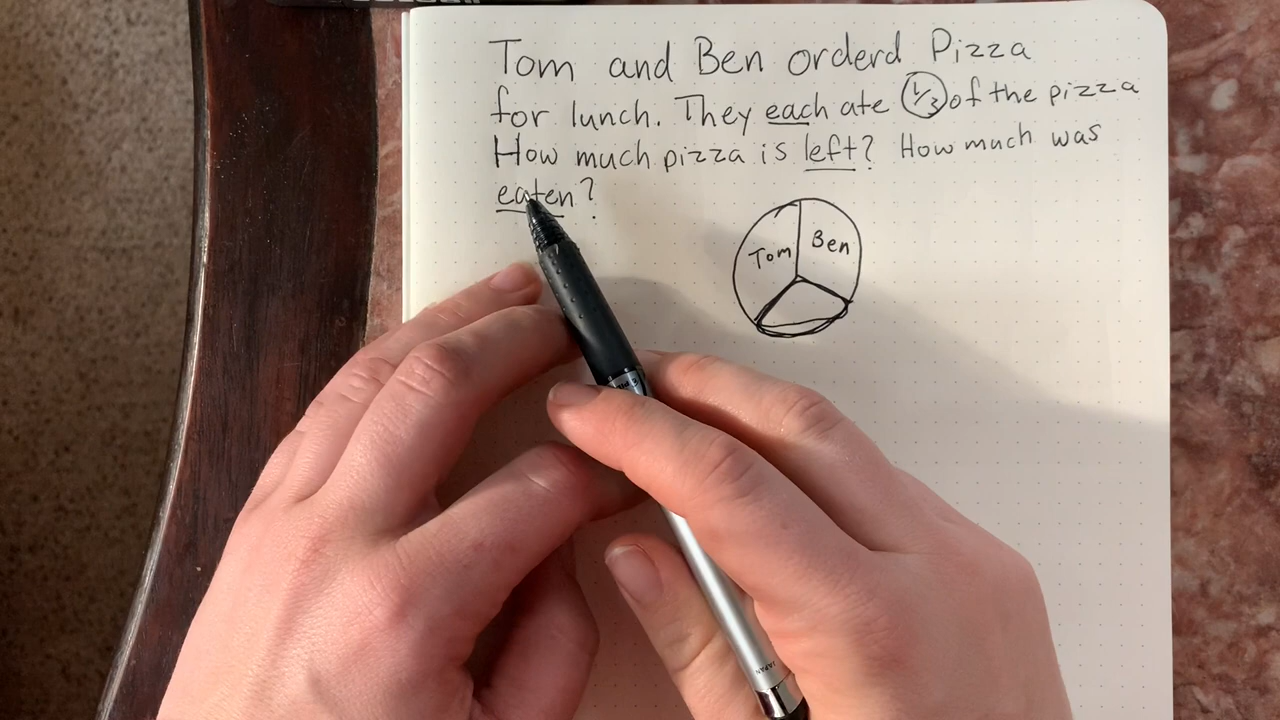 Tom and Ben orderd Pizza
for lunch. They each ate 1/3 of the pizza
How much pizza is left? How much was
eaten?
Tom Ben
JAPAN